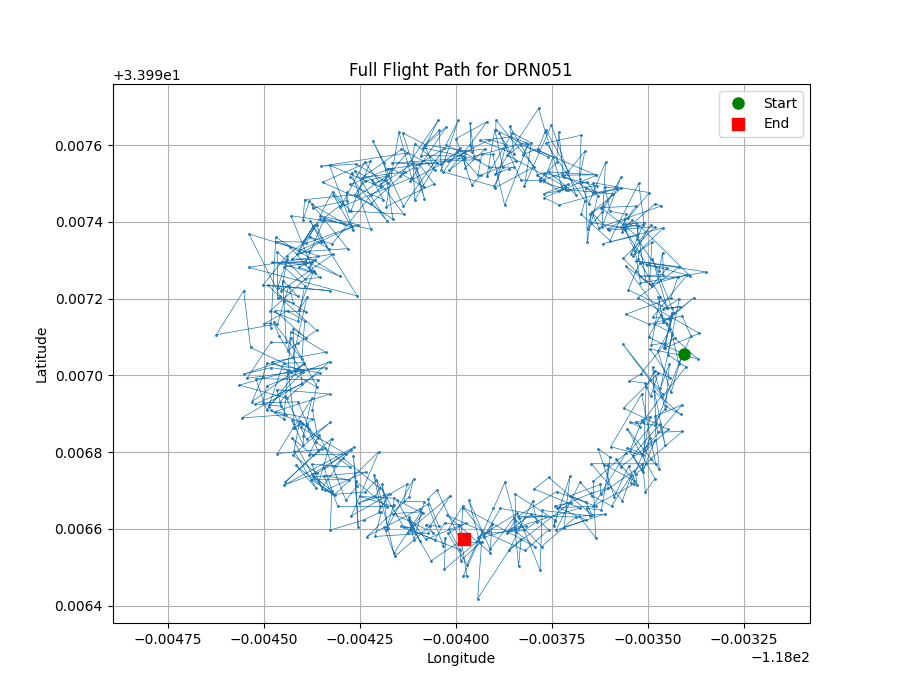 Full Flight Path for DRN051
+3.399e1
Start
End
0.0076
0.0074
0.0072
0.0070
0.0068
0.0066
0.0064
Latitude
−0.00475
−0.00450
−0.00425
−0.00400
−0.00375
−0.00350
−0.00325
Longitude
−1.18e2